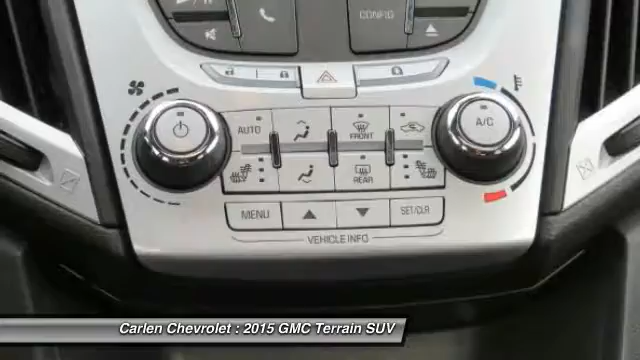 CONFIG
AUTO
FRONT
A/C
REAR
MENU
SET/CLR
VEHICLE INFO
Carlen Chevrolet : 2015 GMC Terrain SUV